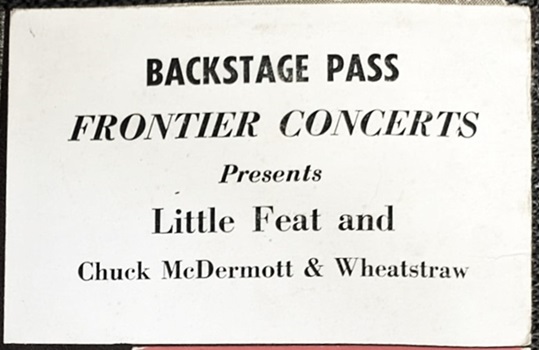 BACKSTAGE PASS
FRONTIER CONCERTS
Presents
Little Feat and
Chuck McDermott & Wheatstraw